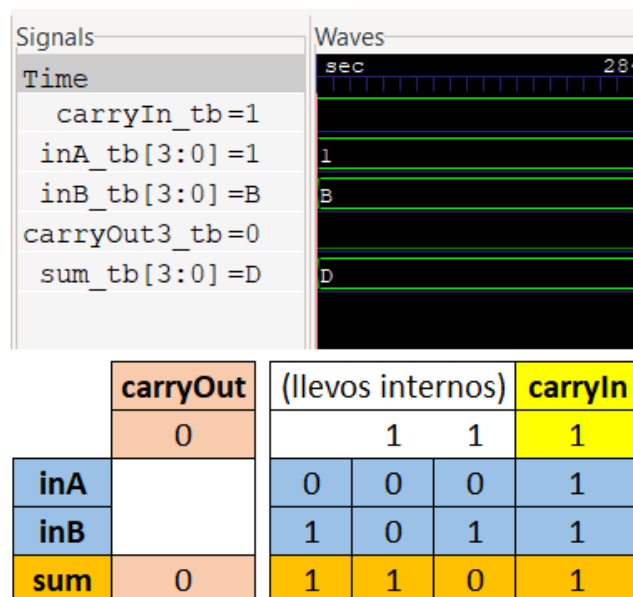 Signals Waves
Time sec
carryIn_tb=1
inA_tb[3:0]=1 1
inB_tb[3:0]=B B
carryOut3_tb=0
sum_tb[3:0]=D D
carryOut (llevos internos) carryIn
0 1 1 1
inA 0 0 0 1
inB 1 0 1 1
sum 0 1 1 0 1